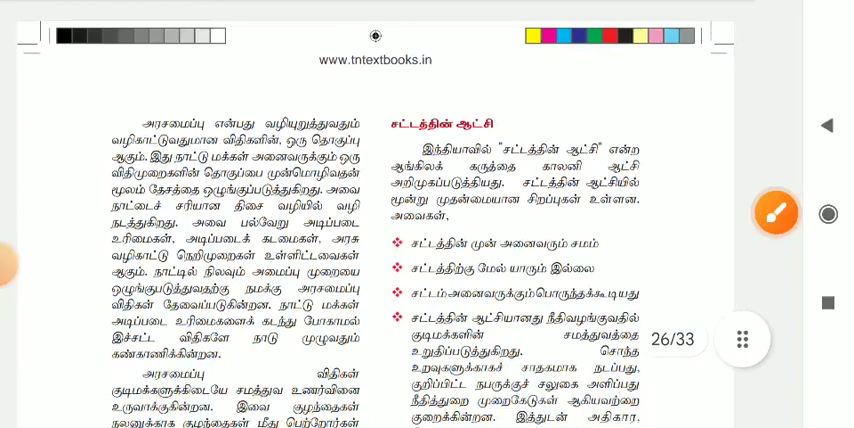 www.tntextbooks.in
அரசமைப்பு என்பது வழியுறுத்துவதும்
வழிகாட்டுவதுமான விதிகளின், ஒரு தொகுப்பு
ஆகும். இது நாட்டு மக்கள் அனைவருக்கும் ஒரு
விதிமுறைகளின் தொகுப்பை முன்மொழிவதன்
மூலம் தேசத்தை ஒழுங்குப்படுத்துகிறது. அவை
நாட்டைச் சரியான திசை வழியில் வழி
நடத்துகிறது. அவை பல்வேறு அடிப்படை
உரிமைகள், அடிப்படைக் கடமைகள், அரசு
வழிகாட்டு நெறிமுறைகள் உள்ளிட்டவைகள்
ஆகும். நாட்டில் நிலவும் அமைப்பு முறையை
ஒழுங்குபடுத்துவதற்கு நமக்கு அரசமைப்பு
விதிகள் தேவைப்படுகின்றன. நாட்டு மக்கள்
அடிப்படை உரிமைகளைக் கடந்து போகாமல்
இச்சட்ட விதிகளே நாடு முழுவதும்
கண்காணிக்கின்றன.
அரசமைப்பு விதிகள்
குடிமக்களுக்கிடையே சமத்துவ உணர்வினை
உருவாக்குகின்றன. இவை குழந்தைகள்
நலனுக்காக குழந்தைகள் மீது பெற்றோர்கள்
சட்டத்தின் ஆட்சி
இந்தியாவில் "சட்டத்தின் ஆட்சி" என்ற
ஆங்கிலக் கருத்தை காலனி ஆட்சி
அறிமுகப்படுத்தியது. சட்டத்தின் ஆட்சியில்
மூன்று முதன்மையான சிறப்புகள் உள்ளன.
அவைகள்,
❖ சட்டத்தின் முன் அனைவரும் சமம்
❖ சட்டத்திற்கு மேல் யாரும் இல்லை
❖ சட்டம் அனைவருக்கும் பொருந்தக்கூடியது
❖ சட்டத்தின் ஆட்சியானது நீதிவழங்குவதில்
குடிமக்களின் சமத்துவத்தை
உறுதிப்படுத்துகிறது. சொந்த
உறவுகளுக்காகச் சாதகமாக நடப்பது,
குறிப்பிட்ட நபருக்குச் சலுகை அளிப்பது
நீதித்துறை முறைகேடுகள் ஆகியவற்றை
குறைக்கின்றன. இத்துடன் அதிகார,
26/33